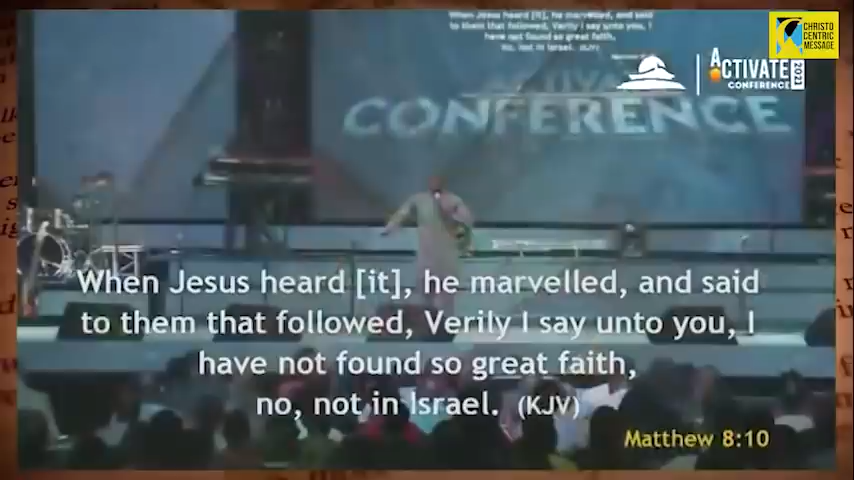 When Jesus heard [it], he marvelled, and said
to them that followed, Verily I say unto you, I
have not found so great faith,
no, not in Israel. (KJV)
CHRISTO
CENTRIC
MESSAGE
ACTIVATE 2021
CONFERENCE
CONFERENCE
When Jesus heard [it], he marvelled, and said
to them that followed, Verily I say unto you, I
have not found so great faith,
no, not in Israel. (KJV)
Matthew 8:10